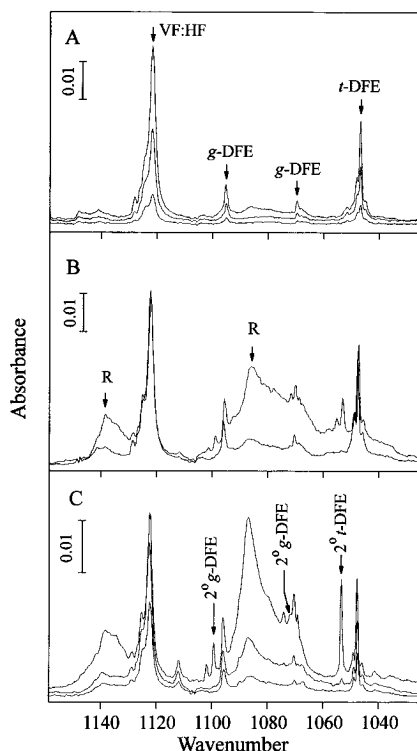 A
VF:HF
0.01
g-DFE
g-DFE
t-DFE
B
0.01
R
R
Absorbance
C
0.01
2° g-DFE
2° g-DFE
2° t-DFE
1140 1120 1100 1080 1060 1040
Wavenumber